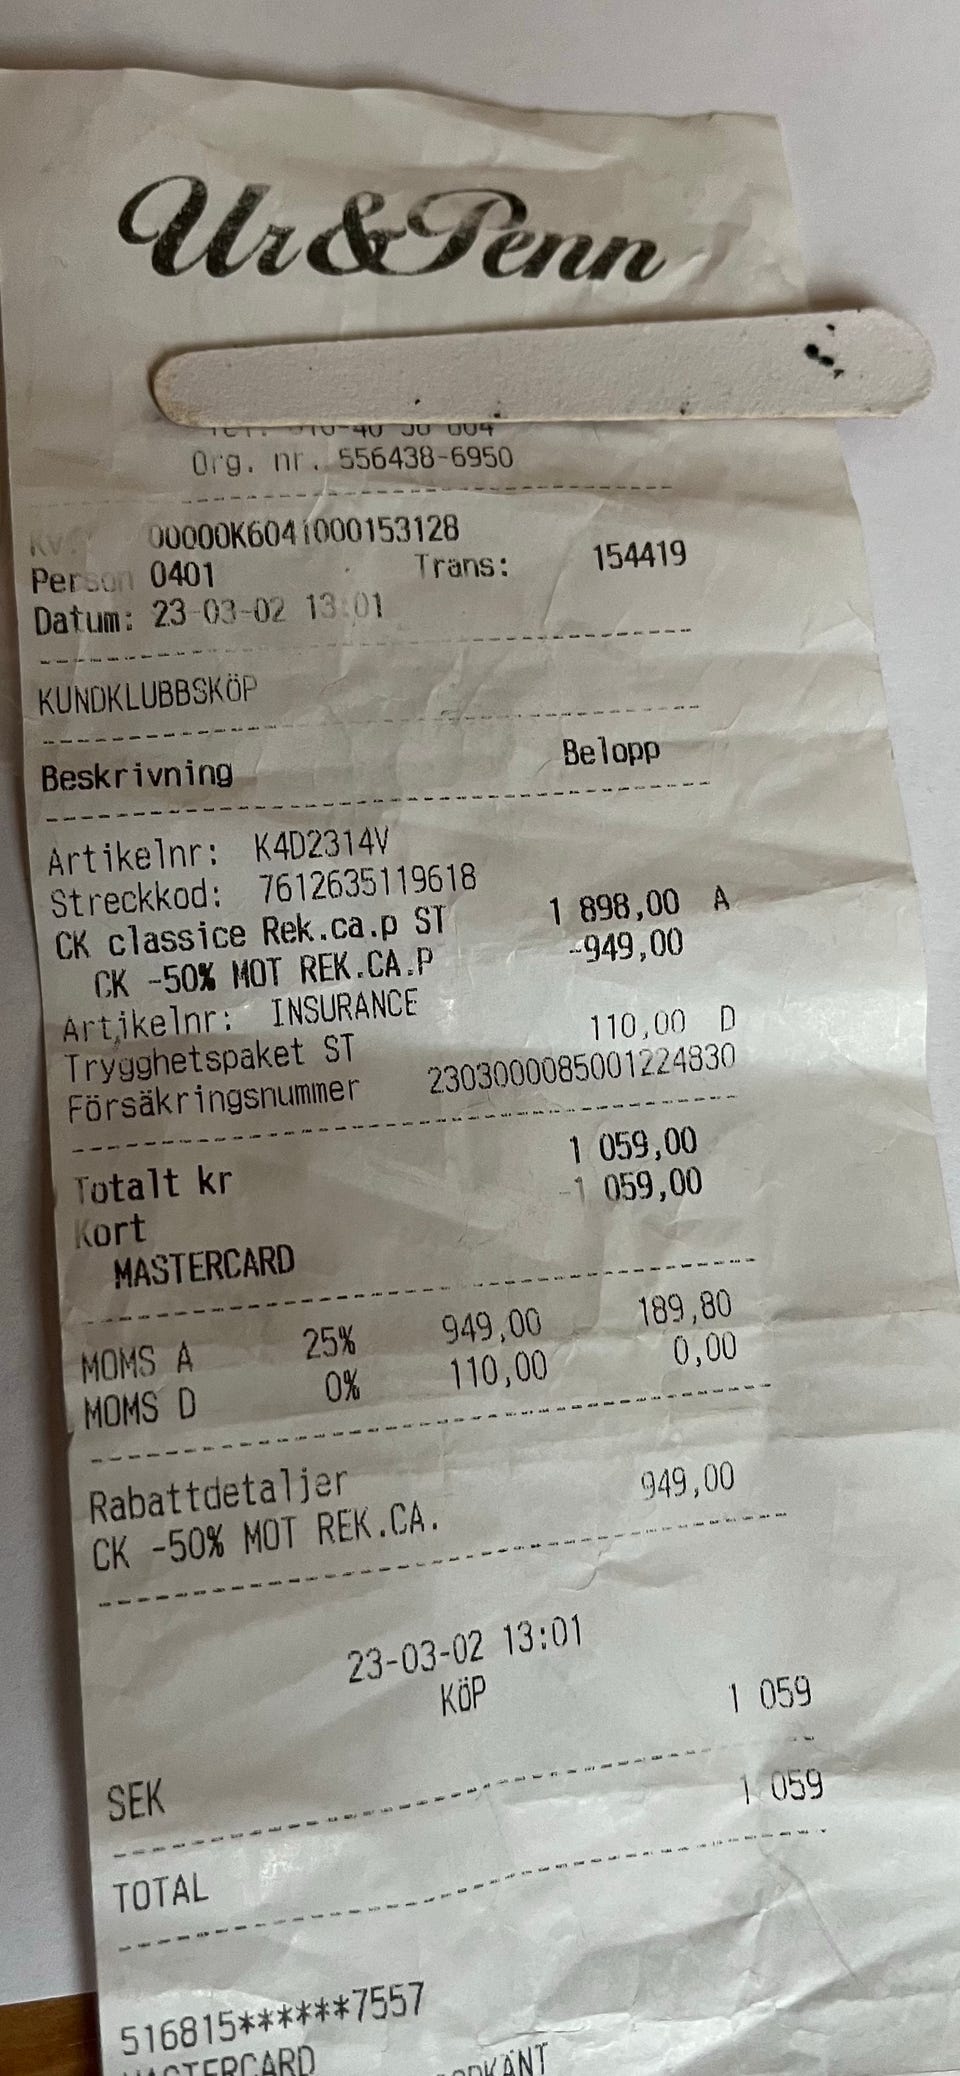 Ur&Penn
Org. nr. 556438-6950
Kv. 00000K6041000153128
Person 0401 Trans: 154419
Datum: 23-03-02 13:01
KUNDKLUBBSKÖP
Beskrivning Belopp
Artikelnr: K4D2314V
Streckkod: 7612635119618
CK classice Rek.ca.p ST 1 898,00 A
CK -50% MOT REK.CA.P -949,00
Artikelnr: INSURANCE
Trygghetspaket ST 110,00 D
Försäkringsnummer 2303000085001224830
Totalt kr 1 059,00
Kort -1 059,00
MASTERCARD
MOMS A 25% 949,00 189,80
MOMS D 0% 110,00 0,00
Rabattdetaljer
CK -50% MOT REK.CA. 949,00
23-03-02 13:01
KÖP
SEK 1 059
TOTAL 1 059
516815******7557
MASTERCARD